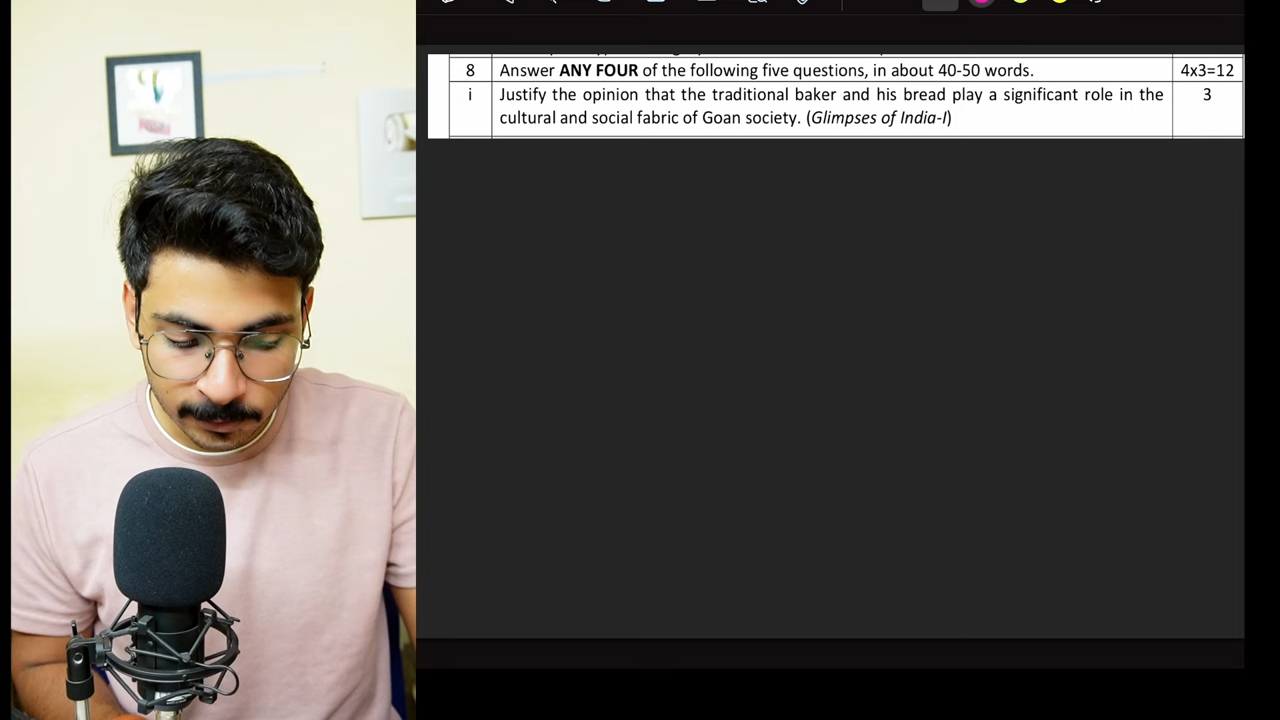 8 Answer ANY FOUR of the following five questions, in about 40-50 words. 4x3=12
i Justify the opinion that the traditional baker and his bread play a significant role in the 3
cultural and social fabric of Goan society. (Glimpses of India-I)